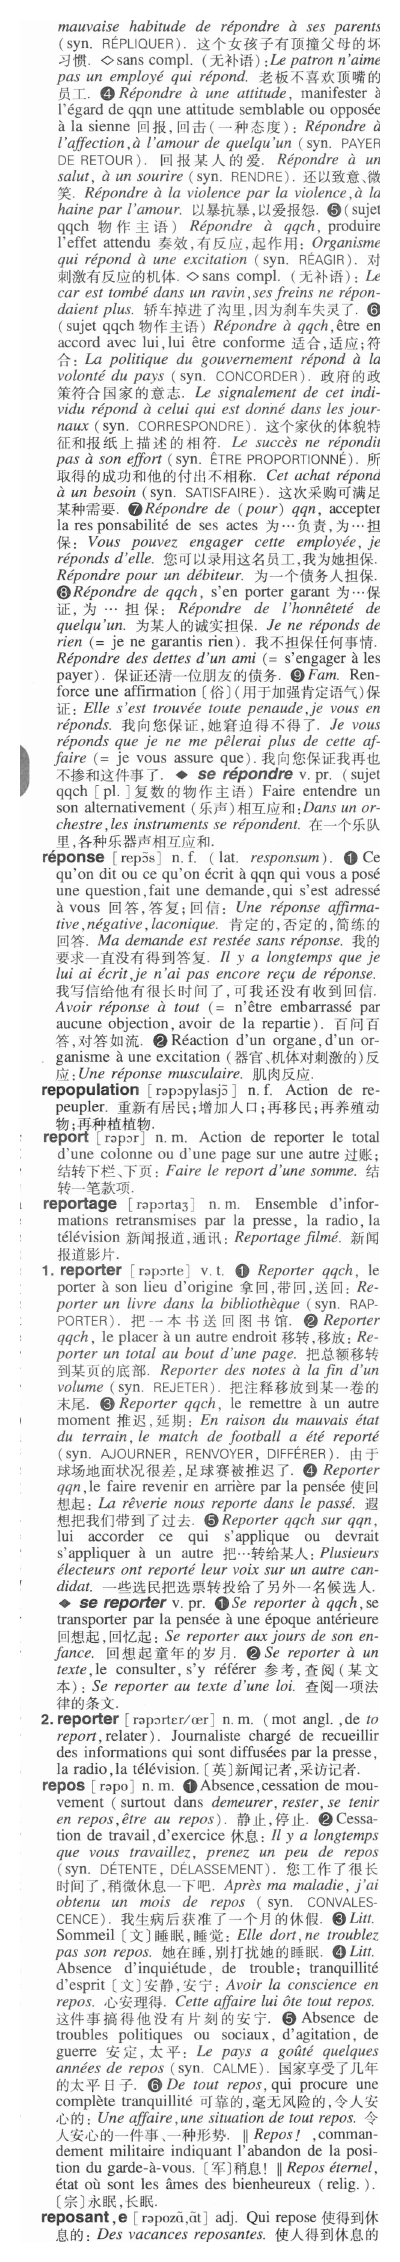 mauvaise habitude de répondre à ses parents
(syn. RÉPLIQUER). 这个女孩子有顶撞父母的坏
习惯. ◇sans compl. (无补语):Le patron n'aime
pas un employé qui répond. 老板不喜欢顶嘴的
员工. ❹Répondre à une attitude, manifester à
l'égard de qqn une attitude semblable ou opposée
à la sienne 回报,回击(一种态度): Répondre à
l'affection,à l'amour de quelqu'un (syn. PAYER
DE RETOUR). 回报某人的爱. Répondre à un
salut, à un sourire (syn. RENDRE). 还以致意、微
笑. Répondre à la violence par la violence,à la
haine par l'amour. 以暴抗暴,以爱报怨. ❺(sujet
qqch 物作主语) Répondre à qqch, produire
l'effet attendu 奏效,有反应,起作用: Organisme
qui répond à une excitation (syn. RÉAGIR). 对
刺激有反应的机体. ◇sans compl. (无补语): Le
car est tombé dans un ravin,ses freins ne répon-
daient plus. 轿车掉进了沟里,因为刹车失灵了. ❻
(sujet qqch 物作主语) Répondre à qqch,être en
accord avec lui,lui être conforme 适合,适应;符
合: La politique du gouvernement répond à la
volonté du pays (syn. CONCORDER). 政府的政
策符合国家的意志. Le signalement de cet indi-
vidu répond à celui qui est donné dans les jour-
naux (syn. CORRESPONDRE). 这个家伙的体貌特
征和报纸上描述的相符. Le succès ne répondit
pas à son effort (syn. ÊTRE PROPORTIONNÉ). 所
取得的成功和他的付出不相称. Cet achat répond
à un besoin (syn. SATISFAIRE). 这次采购可满足
某种需要. ❼Répondre de (pour) qqn, accepter
la res ponsabilité de ses actes 为…负责,为…担
保: Vous pouvez engager cette employée, je
réponds d'elle. 您可以录用这名员工,我为她担保.
Répondre pour un débiteur. 为一个债务人担保.
❽Répondre de qqch, s'en porter garant 为…保
证, 为 … 担保: Répondre de l'honnêteté de
quelqu'un. 为某人的诚实担保. Je ne réponds de
rien (= je ne garantis rien). 我不担保任何事情.
Répondre des dettes d'un ami (= s'engager à les
payer). 保证还清一位朋友的债务. ❾Fam. Ren-
force une affirmation [俗](用于加强肯定语气)保
证: Elle s'est trouvée toute penaude,je vous en
réponds. 我向您保证,她窘迫得不得了. Je vous
réponds que je ne me pêlerai plus de cette af-
faire (= je vous assure que).我向您保证我再也
不掺和这件事了. ◆ se répondre v. pr. (sujet
qqch [pl. ]复数的物作主语) Faire entendre un
son alternativement (乐声)相互应和:Dans un or-
chestre,les instruments se répondent. 在一个乐队
里,各种乐器声相互应和.
réponse [repɔ̃s] n. f. ( lat. responsum). ❶ Ce
qu'on dit ou ce qu'on écrit à qqn qui vous a posé
une question,fait une demande,qui s'est adressé
à vous 回答,答复;回信: Une réponse affirma-
tive,négative,laconique. 肯定的,否定的,简练的
回答. Ma demande est restée sans réponse. 我的
要求一直没有得到答复. Il y a longtemps que je
lui ai écrit,je n'ai pas encore reçu de réponse.
我写信给他有很长时间了,可我还没有收到回信.
Avoir réponse à tout (= n'être embarrassé par
aucune objection,avoir de la repartie). 百问百
答,对答如流. ❷Réaction d'un organe,d'un or-
ganisme à une excitation (器官、机体对刺激的)反
应:Une réponse musculaire. 肌肉反应.
repopulation [rəpɔpylasjɔ̃] n. f. Action de re-
peupler. 重新有居民;增加人口;再移民;再养殖动
物;再种植植物.
report [rəpɔr] n. m. Action de reporter le total
d'une colonne ou d'une page sur une autre 过账;
结转下栏、下页: Faire le report d'une somme. 结
转一笔款项.
reportage [rəpɔrtaʒ] n. m. Ensemble d'infor-
mations retransmises par la presse, la radio,la
télévision 新闻报道,通讯: Reportage filmé. 新闻
报道影片.
1. reporter [rəpɔrte] v. t. ❶ Reporter qqch, le
porter à son lieu d'origine 拿回,带回,送回: Re-
porter un livre dans la bibliothèque (syn. RAP-
PORTER). 把一本书送回图书馆. ❷ Reporter
qqch, le placer à un autre endroit 移转,移放: Re-
porter un total au bout d'une page. 把总额移转
到某页的底部. Reporter des notes à la fin d'un
volume (syn. REJETER). 把注释移放到某一卷的
末尾. ❸ Reporter qqch, le remettre à un autre
moment 推迟,延期: En raison du mauvais état
du terrain, le match de football a été reporté
(syn. AJOURNER, RENVOYER, DIFFÉRER). 由于
球场地面状况很差,足球赛被推迟了. ❹ Reporter
qqn,le faire revenir en arrière par la pensée 使回
想起: La rêverie nous reporte dans le passé. 遐
想把我们带到了过去. ❺Reporter qqch sur qqn,
lui accorder ce qui s'applique ou devrait
s'appliquer à un autre 把…转给某人: Plusieurs
électeurs ont reporté leur voix sur un autre can-
didat. 一些选民把选票转投给了另外一名候选人.
◆ se reporter v. pr. ❶Se reporter à qqch,se
transporter par la pensée à une époque antérieure
回想起,回忆起: Se reporter aux jours de son en-
fance. 回想起童年的岁月. ❷Se reporter à un
texte,le consulter, s'y référer 参考,查阅(某文
本): Se reporter au texte d'une loi. 查阅一项法
律的条文.
2. reporter [rəpɔrtɛr/œr] n. m. (mot angl. ,de to
report,relater). Journaliste chargé de recueillir
des informations qui sont diffusées par la presse,
la radio,la télévision. [英]新闻记者,采访记者.
repos [rəpo] n. m. ❶Absence,cessation de mou-
vement (surtout dans demeurer, rester, se tenir
en repos,être au repos). 静止,停止. ❷Cessa-
tion de travail,d'exercice 休息: Il y a longtemps
que vous travaillez, prenez un peu de repos
(syn. DÉTENTE, DÉLASSEMENT). 您工作了很长
时间了,稍微休息一下吧. Après ma maladie, j'ai
obtenu un mois de repos ( syn. CONVALES-
CENCE). 我生病后获准了一个月的休假. ❸Litt.
Sommeil [文]睡眠,睡觉: Elle dort,ne troublez
pas son repos. 她在睡,别打扰她的睡眠. ❹Litt.
Absence d'inquiétude, de trouble; tranquillité
d'esprit [文]安静,安宁: Avoir la conscience en
repos. 心安理得. Cette affaire lui ôte tout repos.
这件事搞得他没有片刻的安宁. ❺ Absence de
troubles politiques ou sociaux, d'agitation, de
guerre 安定, 太平: Le pays a goûté quelques
années de repos (syn. CALME). 国家享受了几年
的太平日子. ❻ De tout repos,qui procure une
complète tranquillité 可靠的,毫无风险的,令人安
心的: Une affaire,une situation de tout repos. 令
人安心的一件事、一种形势. ‖ Repos! ,comman-
dement militaire indiquant l'abandon de la posi-
tion du garde-à-vous. [军]稍息! ‖Repos éternel,
état où sont les âmes des bienheureux (relig. ).
[宗]永眠,长眠.
reposant,e [rəpozɑ̃,ɑ̃t] adj. Qui repose 使得到休
息的: Des vacances reposantes. 使人得到休息的